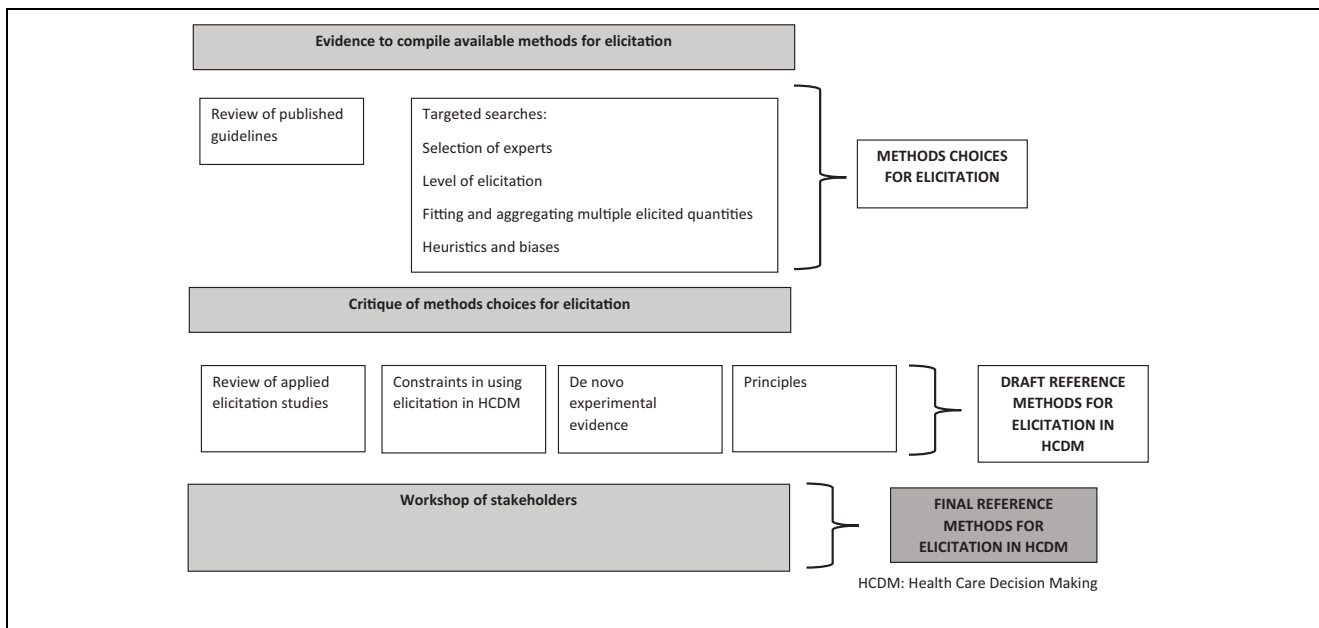 Evidence to compile available methods for elicitation
Review of published
guidelines
Targeted searches:
Selection of experts
Level of elicitation
Fitting and aggregating multiple elicited quantities
Heuristics and biases
METHODS CHOICES
FOR ELICITATION
Critique of methods choices for elicitation
Review of applied
elicitation studies
Constraints in using
elicitation in HCDM
De novo
experimental
evidence
Principles
DRAFT REFERENCE
METHODS FOR
ELICITATION IN
HCDM
Workshop of stakeholders
FINAL REFERENCE
METHODS FOR
ELICITATION IN HCDM
HCDM: Health Care Decision Making